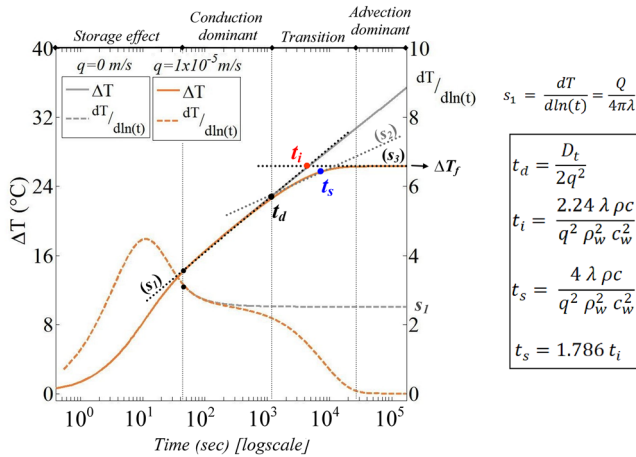 Storage effect
Conduction
dominant
Transition
Advection
dominant
40
32
24
16
8
0
ΔT (°C)
q=0 m/s
ΔT
dT/dln(t)
q=1x10⁻⁵m/s
ΔT
dT/dln(t)
10
dT/dln(t)
8
6
4
2
0
s₁
(s₁)
(s₂)
(s₃)
ΔT_f
t_i
t_s
t_d
10⁰ 10¹ 10² 10³ 10⁴ 10⁵
Time (sec) [logscale]
s₁ = dT/dln(t) = Q/4πλ
t_d = D_t/2q²
t_i = 2.24 λ ρc/q² ρ_w² c_w²
t_s = 4 λ ρc/q² ρ_w² c_w²
t_s = 1.786 t_i